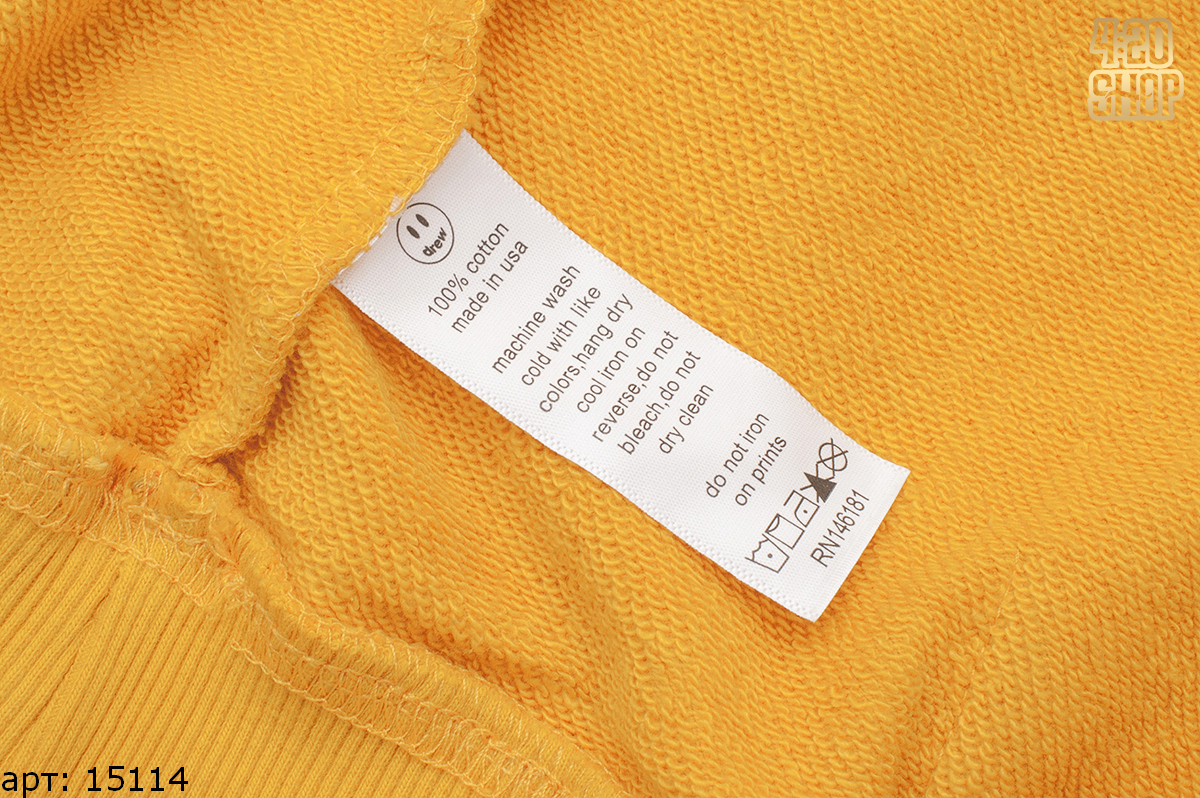 420
SHOP
drew
100% cotton
made in usa
machine wash
cold with like
colors,hang dry
cool iron on
reverse,do not
bleach,do not
dry clean
do not iron
on prints
RN146181
арт: 15114